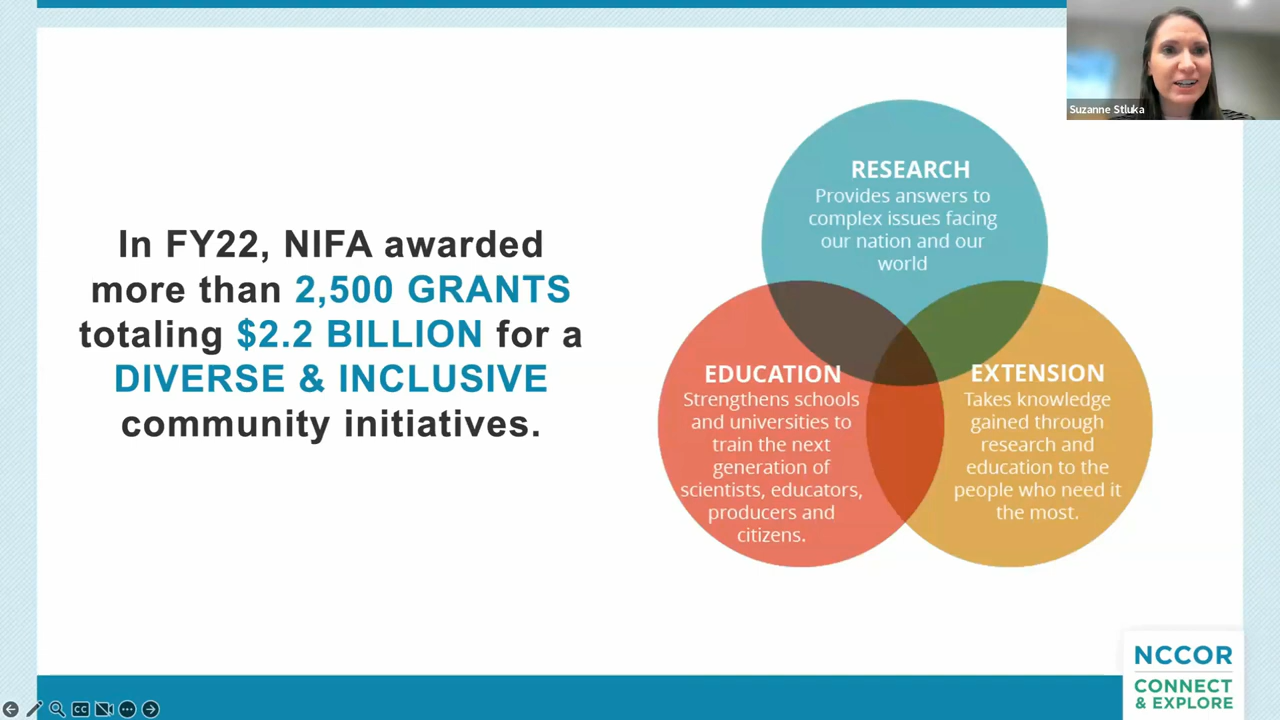 In FY22, NIFA awarded
more than 2,500 GRANTS
totaling $2.2 BILLION for a
DIVERSE & INCLUSIVE
community initiatives.
RESEARCH
Provides answers to
complex issues facing
our nation and our
world
EDUCATION
Strengthens schools
and universities to
train the next
generation of
scientists, educators,
producers and
citizens.
EXTENSION
Takes knowledge
gained through
research and
education to the
people who need it
the most.
Suzanne Stluka
NCCOR
CONNECT
& EXPLORE
CC